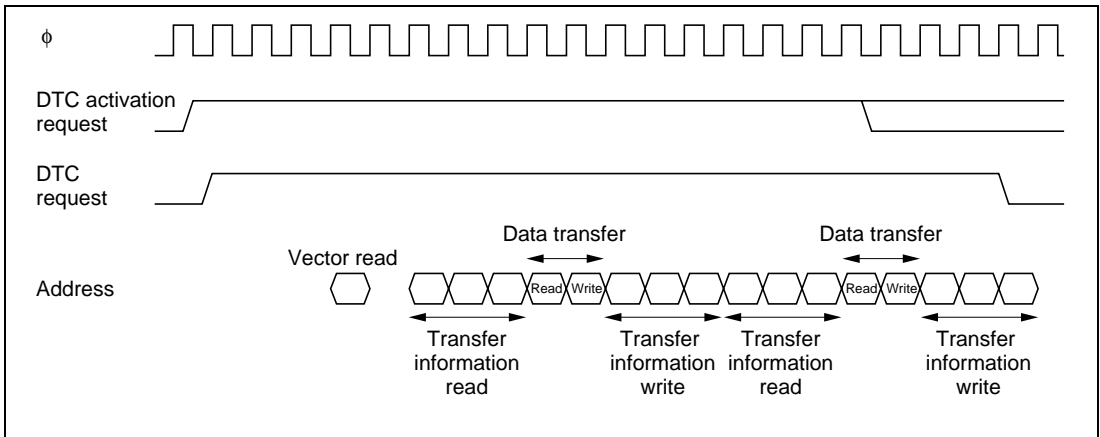 ϕ
DTC activation
request
DTC
request
Data transfer
Data transfer
Vector read
Address
Read
Write
Read
Write
Transfer
information
read
Transfer
information
write
Transfer
information
read
Transfer
information
write